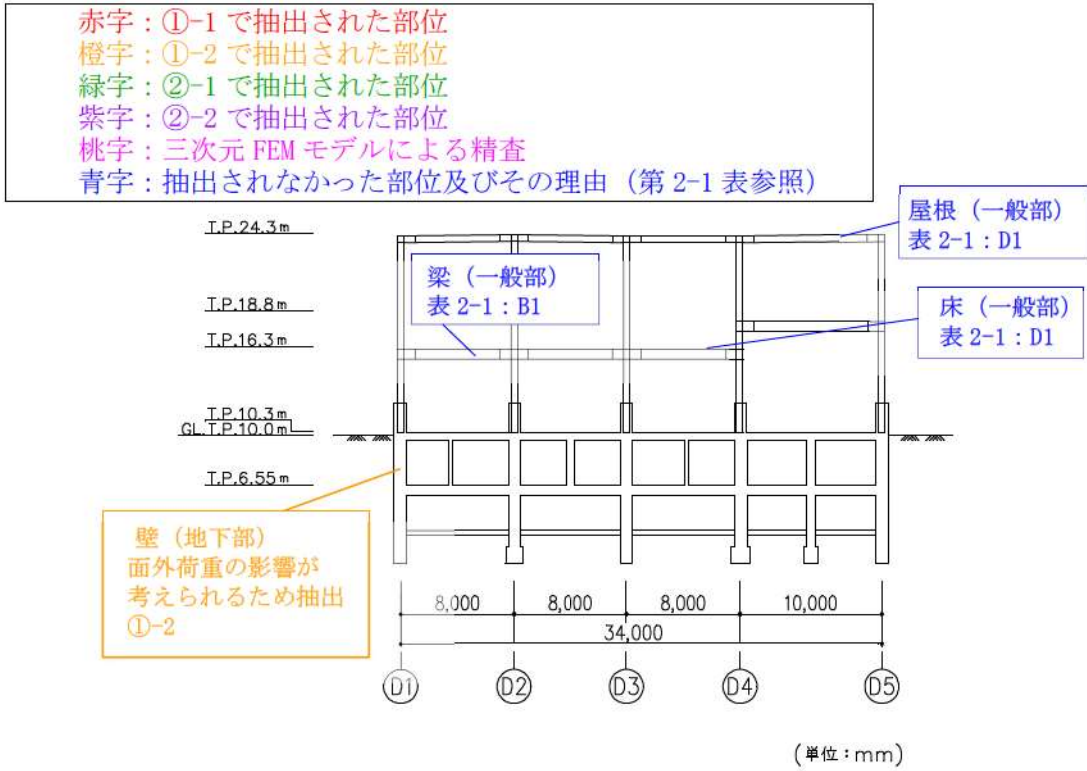 赤字：①-1 で抽出された部位
橙字：①-2 で抽出された部位
緑字：②-1 で抽出された部位
紫字：②-2 で抽出された部位
桃字：三次元 FEM モデルによる精査
青字：抽出されなかった部位及びその理由（第 2-1 表参照）
T.P.24.3m
屋根（一般部）
表 2-1：D1
梁（一般部）
表 2-1：B1
T.P.18.8m
床（一般部）
表 2-1：D1
T.P.16.3m
T.P.10.3m
GL.T.P.10.0m
T.P.6.55m
壁（地下部）
面外荷重の影響が
考えられるため抽出
①-2
8,000 8,000 8,000 10,000
34,000
D1 D2 D3 D4 D5
(単位：mm)